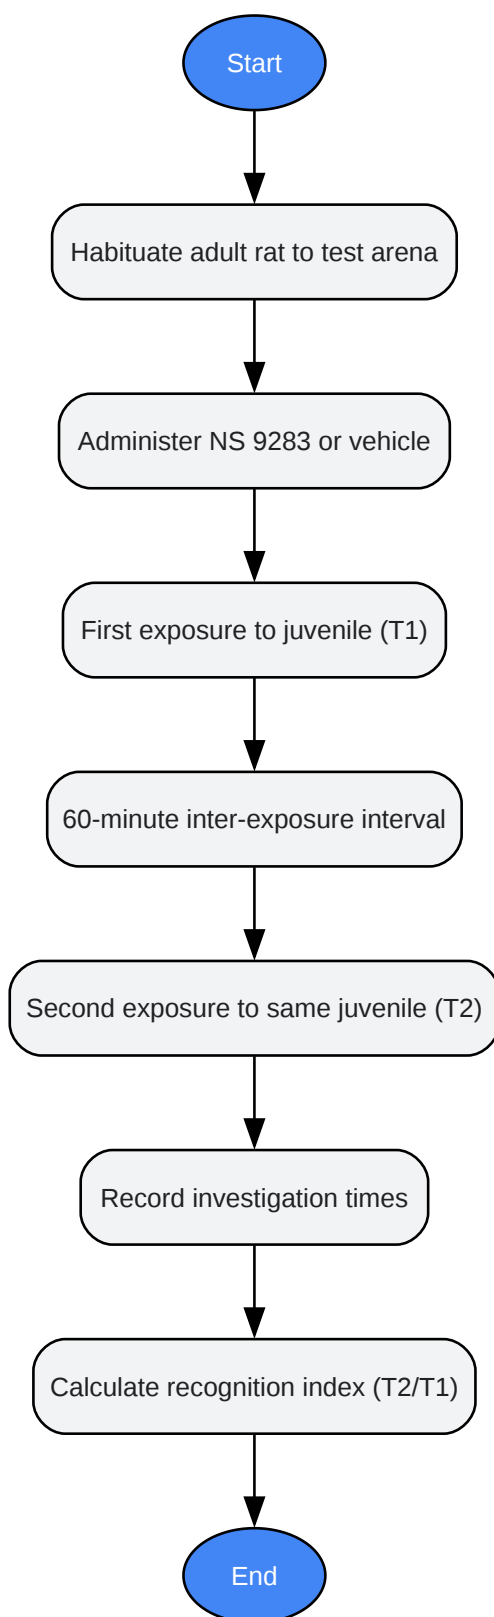 Start
Habituate adult rat to test arena
Administer NS 9283 or vehicle
First exposure to juvenile (T1)
60-minute inter-exposure interval
Second exposure to same juvenile (T2)
Record investigation times
Calculate recognition index (T2/T1)
End